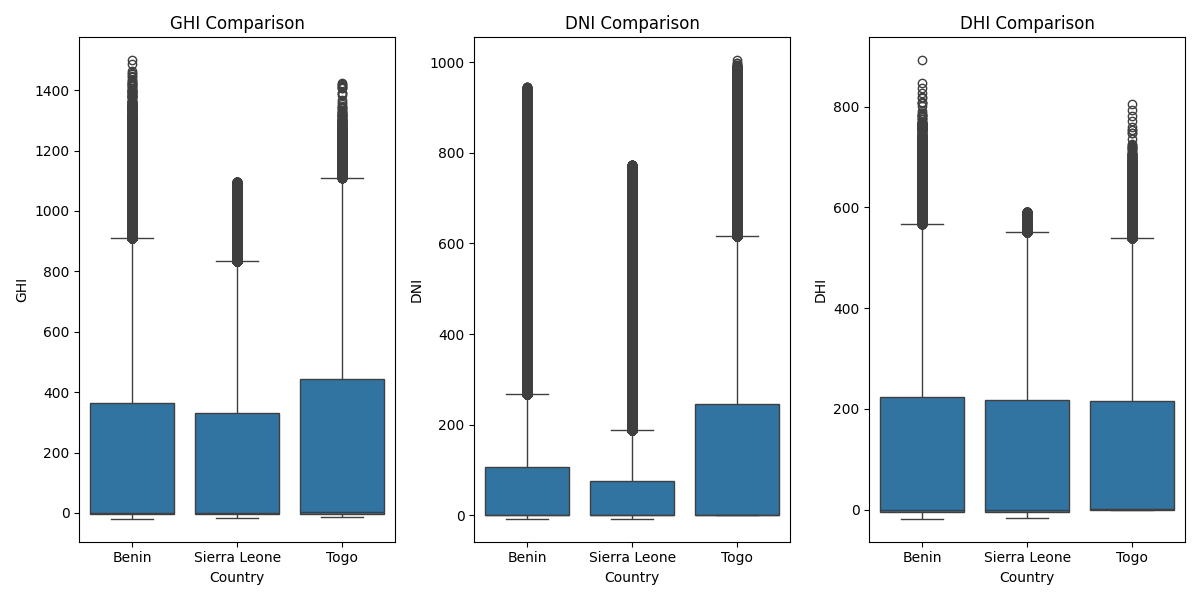 GHI Comparison
GHI
1400
1200
1000
800
600
400
200
0
Benin Sierra Leone Togo
Country
DNI Comparison
DNI
1000
800
600
400
200
0
Benin Sierra Leone Togo
Country
DHI Comparison
DHI
800
600
400
200
0
Benin Sierra Leone Togo
Country